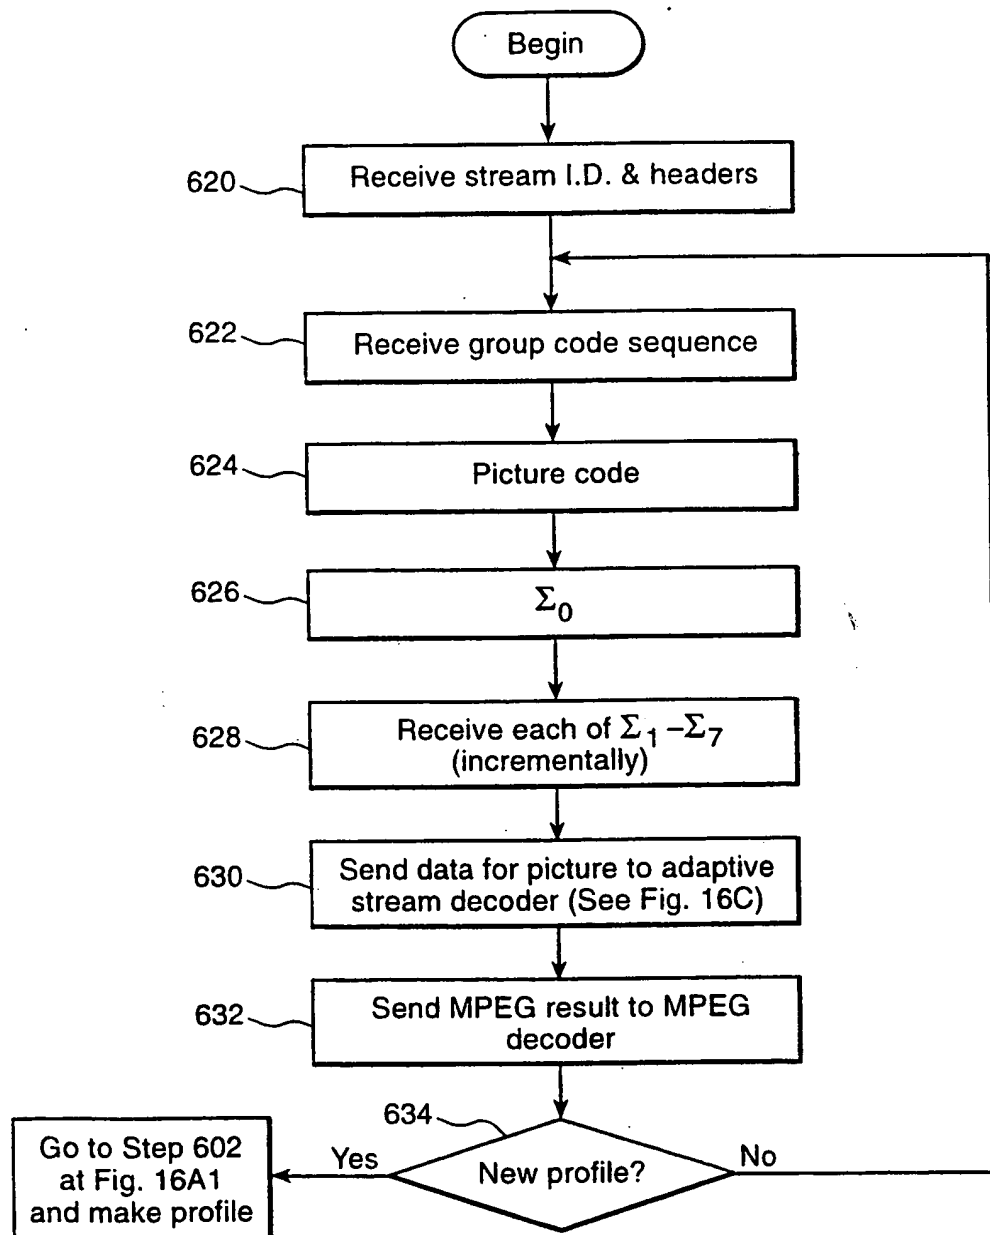 Begin
620
Receive stream I.D. & headers
622
Receive group code sequence
624
Picture code
626
Σ0
628
Receive each of Σ1 –Σ7
(incrementally)
630
Send data for picture to adaptive
stream decoder (See Fig. 16C)
632
Send MPEG result to MPEG
decoder
634
New profile?
Yes
No
Go to Step 602
at Fig. 16A1
and make profile